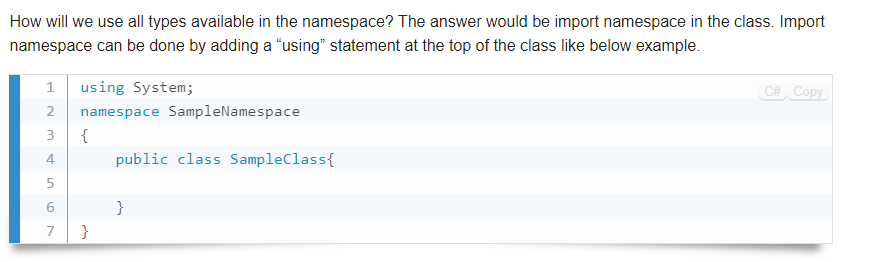 How will we use all types available in the namespace? The answer would be import namespace in the class. Import
namespace can be done by adding a “using” statement at the top of the class like below example.
C# Copy
1 using System;
2 namespace SampleNamespace
3 {
4 public class SampleClass{
5
6 }
7 }